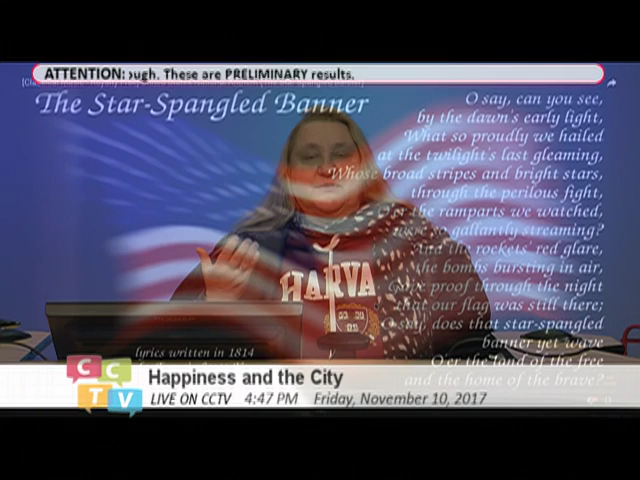 ATTENTION: ough. These are PRELIMINARY results.
The Star-Spangled Banner
O say, can you see,
by the dawn's early light,
What so proudly we hailed
at the twilight's last gleaming,
Whose broad stripes and bright stars,
through the perilous fight,
O'er the ramparts we watched,
were so gallantly streaming?
And the rockets' red glare,
the bombs bursting in air,
Gave proof through the night
that our flag was still there;
O say, does that star-spangled
banner yet wave
O'er the land of the free
and the home of the brave?
HARVA
lyrics written in 1814
CCTV
Happiness and the City
LIVE ON CCTV 4:47 PM Friday, November 10, 2017